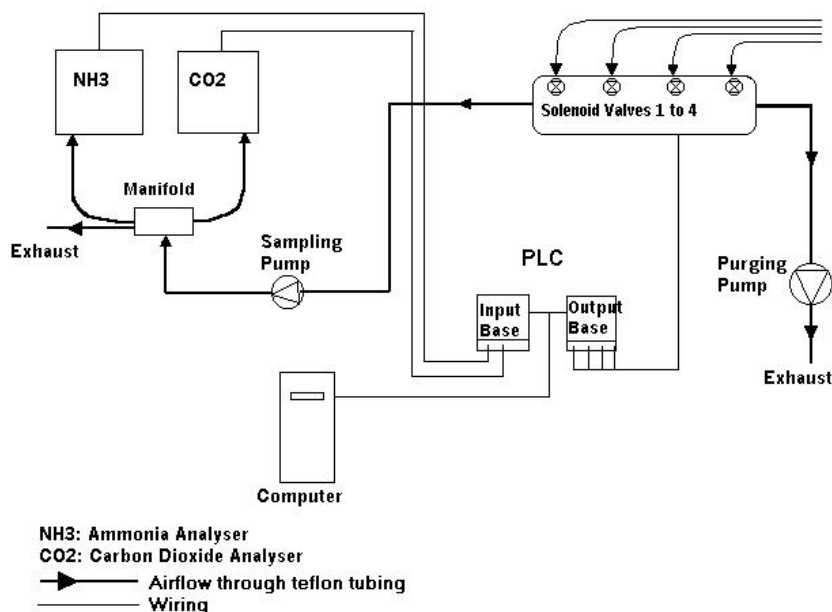 NH3
CO2
Solenoid Valves 1 to 4
Manifold
Exhaust
Sampling
Pump
PLC
Purging
Pump
Input
Base
Output
Base
Exhaust
Computer
NH3: Ammonia Analyser
CO2: Carbon Dioxide Analyser
Airflow through teflon tubing
Wiring